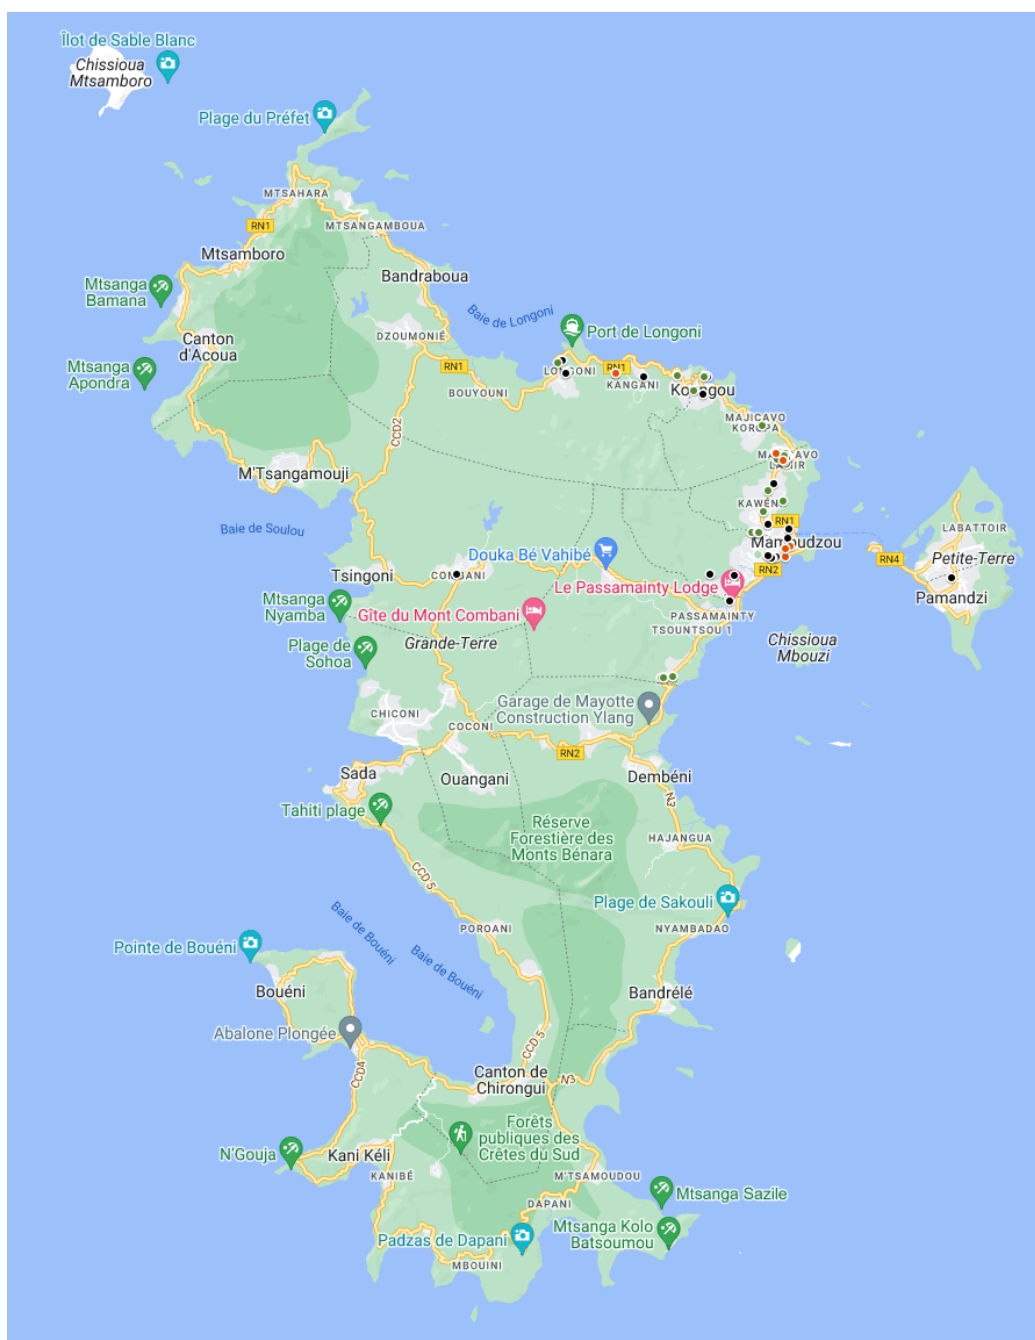 Îlot de Sable Blanc
Chissioua
Mtsamboro
Plage du Préfet
MTSAHARA
MTSANGAMBOUA
RN1
Mtsamboro
Bandraboua
Mtsanga
Bamana
Baie de Longoni
Port de Longoni
Canton
d'Acoua
DZOUMONIÉ
Mtsanga
Apondra
RN1
RN1
BOUYOUNI
KANGANI
MAJICAVO
CCD2
M'Tsangamouji
KAWÉNI
Baie de Soulou
RN1
LABATTOIR
Douka Bé Vahibé
RN4
Petite-Terre
Tsingoni
RN2
Le Passamainty Lodge
Pamandzi
Mtsanga
Nyamba
Gîte du Mont Combani
PASSAMAINTY
TSOUNTSOU 1
Chissioua
Mbouzi
Plage de
Sohoa
Grande-Terre
Garage de Mayotte
Construction Ylang
CHICONI
COCONI
RN2
Sada
Ouangani
Dembéni
N3
Tahiti plage
Réserve
Forestière des
Monts Bénara
HAJANGUA
CCD 5
Plage de Sakouli
Baie de Bouéni
POROANI
NYAMBADAO
Pointe de Bouéni
Baie de Bouéni
Bouéni
Bandrélé
Abalone Plongée
CCD 5
CCD4
Canton de
Chirongui
N3
Forêts
publiques des
Crêtes du Sud
N'Gouja
Kani Kéli
KANIBÉ
M'TSAMOUDOU
Mtsanga Sazile
DAPANI
Mtsanga Kolo
Batsoumou
Padzas de Dapani
MBOUINI